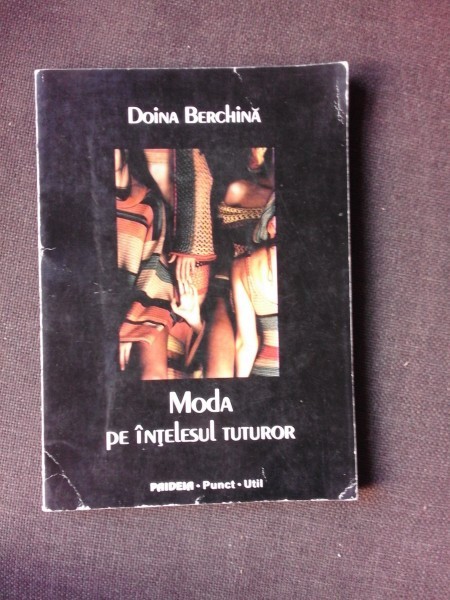 Doina Berchină
Moda
pe înțelesul tuturor
PAIDEIA • Punct • Util